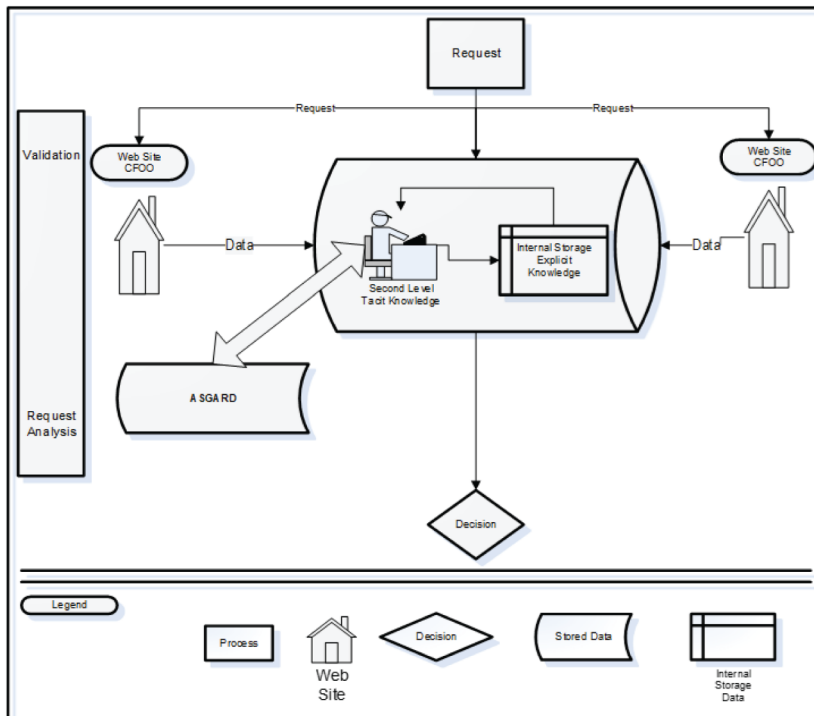 Request
Request
Request
Validation
Web Site
CFOO
Web Site
CFOO
Data
Data
Internal Storage
Explicit
Knowledge
Second Level
Tacit Knowledge
ASGARD
Request
Analysis
Decision
Legend
Process
Web
Site
Decision
Stored Data
Internal
Storage
Data